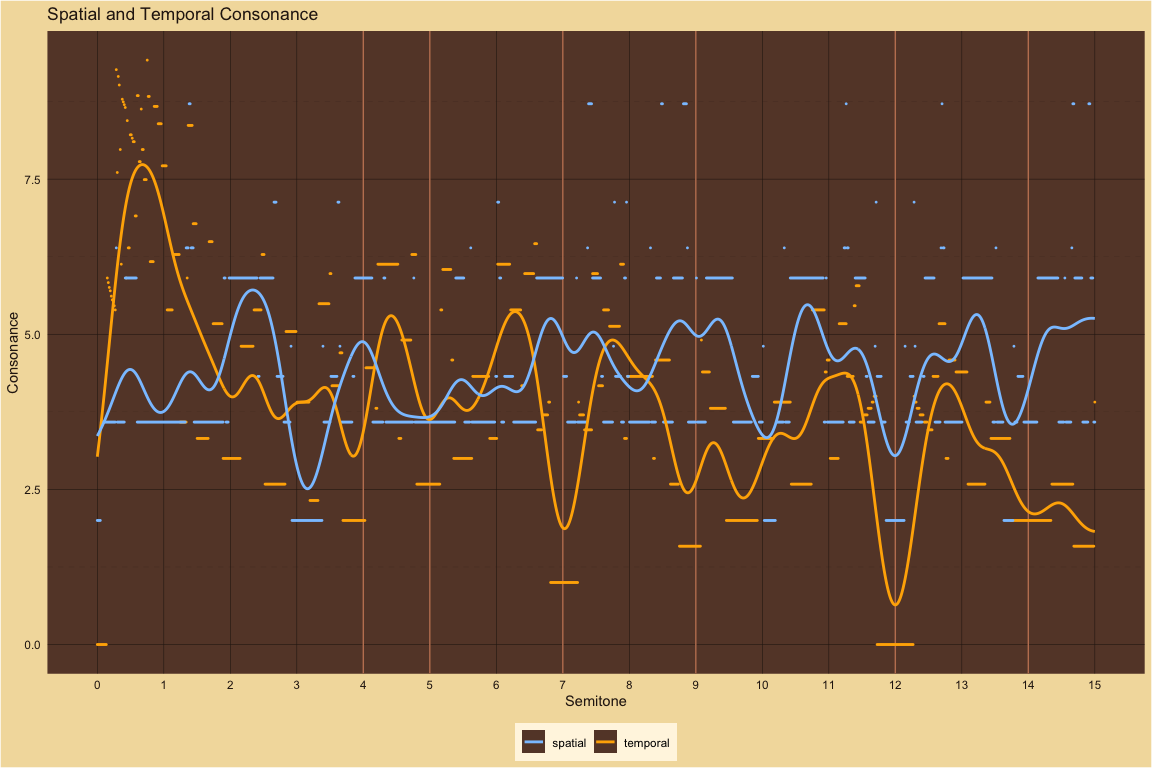 Spatial and Temporal Consonance
Consonance
7.5
5.0
2.5
0.0
0 1 2 3 4 5 6 7 8 9 10 11 12 13 14 15
Semitone
spatial temporal